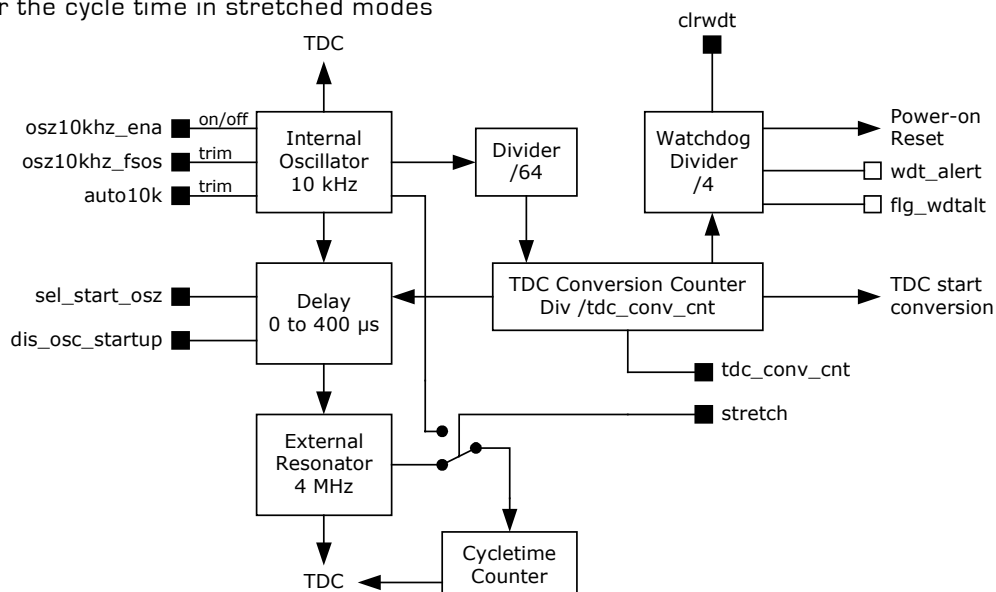 r the cycle time in stretched modes
clrwdt
TDC
osz10khz_ena
on/off
osz10khz_fsos
trim
auto10k
trim
Internal
Oscillator
10 kHz
Divider
/64
Watchdog
Divider
/4
Power-on
Reset
wdt_alert
flg_wdtalt
sel_start_osz
dis_osc_startup
Delay
0 to 400 µs
TDC Conversion Counter
Div /tdc_conv_cnt
TDC start
conversion
tdc_conv_cnt
stretch
External
Resonator
4 MHz
Cycletime
Counter
TDC